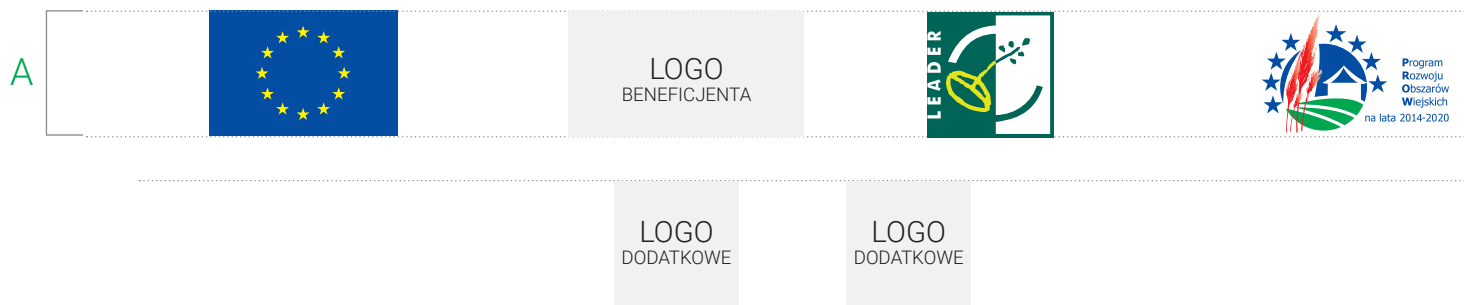 A
LOGO
BENEFICJENTA
LEADER
Program
Rozwoju
Obszarów
Wiejskich
na lata 2014-2020
LOGO
DODATKOWE
LOGO
DODATKOWE